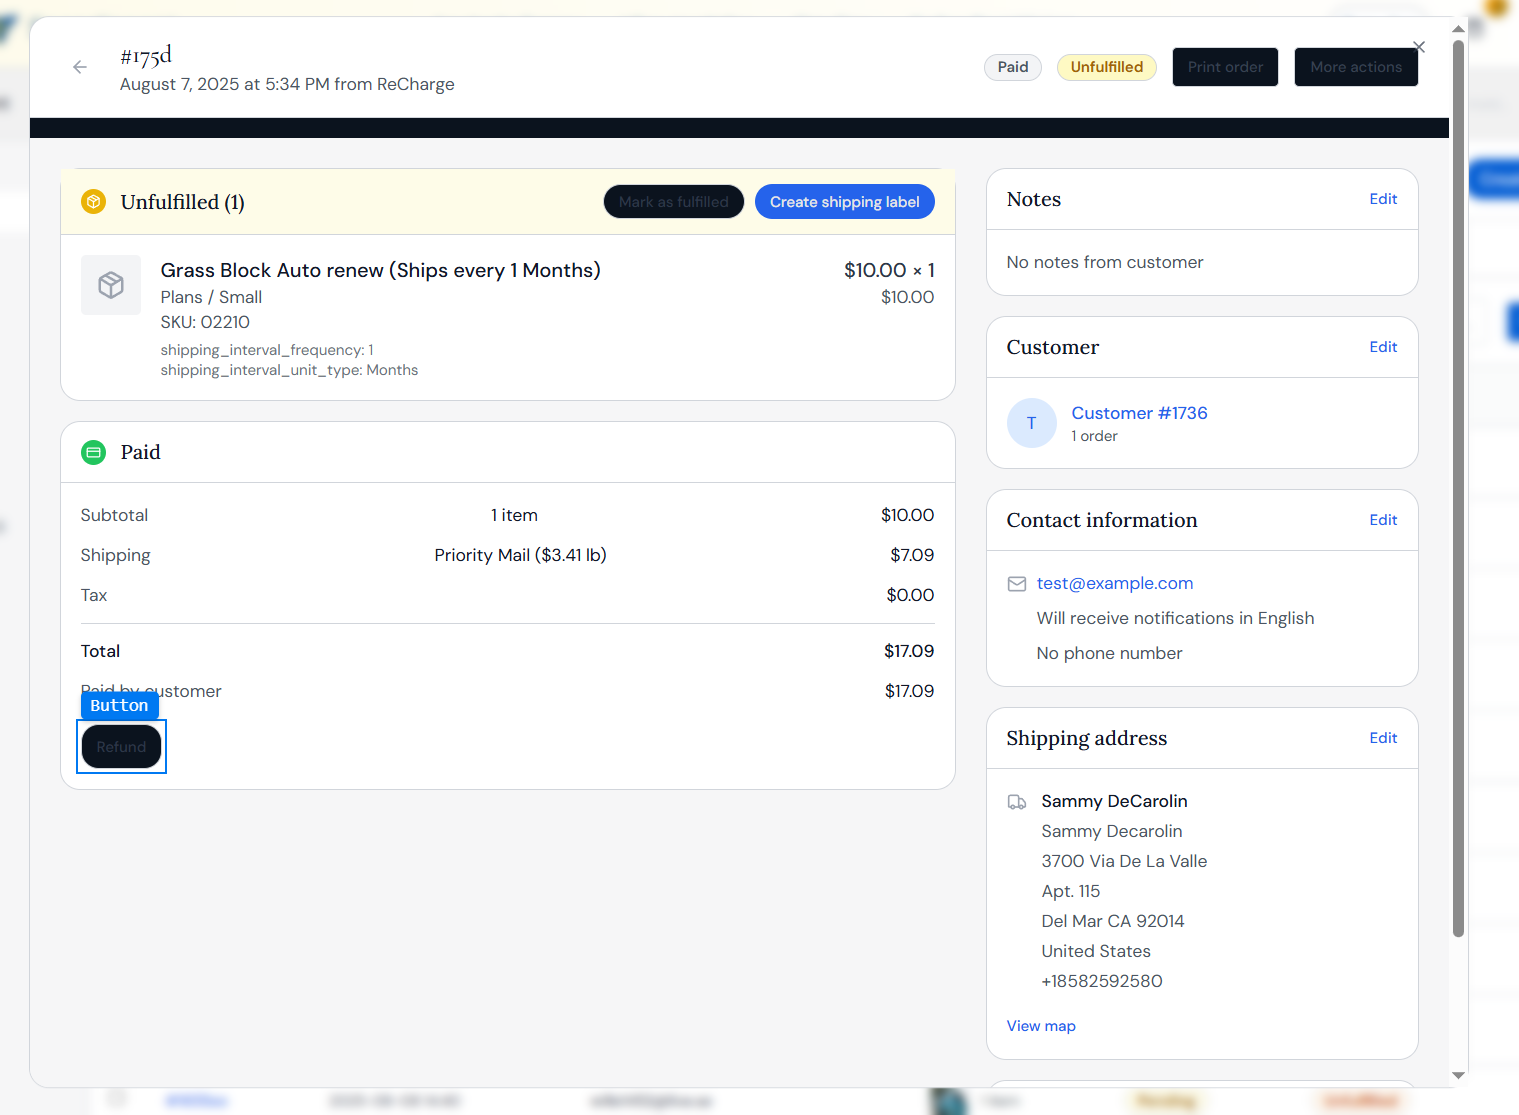 #175d
August 7, 2025 at 5:34 PM from ReCharge
Paid
Unfulfilled
Print order
More actions
Unfulfilled (1)
Mark as fulfilled
Create shipping label
Grass Block Auto renew (Ships every 1 Months)
$10.00 × 1
Plans / Small
$10.00
SKU: 02210
shipping_interval_frequency: 1
shipping_interval_unit_type: Months
Paid
Subtotal
1 item
$10.00
Shipping
Priority Mail ($3.41 lb)
$7.09
Tax
$0.00
Total
$17.09
Paid by customer
$17.09
Button
Refund
Notes
Edit
No notes from customer
Customer
Edit
T
Customer #1736
1 order
Contact information
Edit
test@example.com
Will receive notifications in English
No phone number
Shipping address
Edit
Sammy DeCarolin
Sammy Decarolin
3700 Via De La Valle
Apt. 115
Del Mar CA 92014
United States
+18582592580
View map